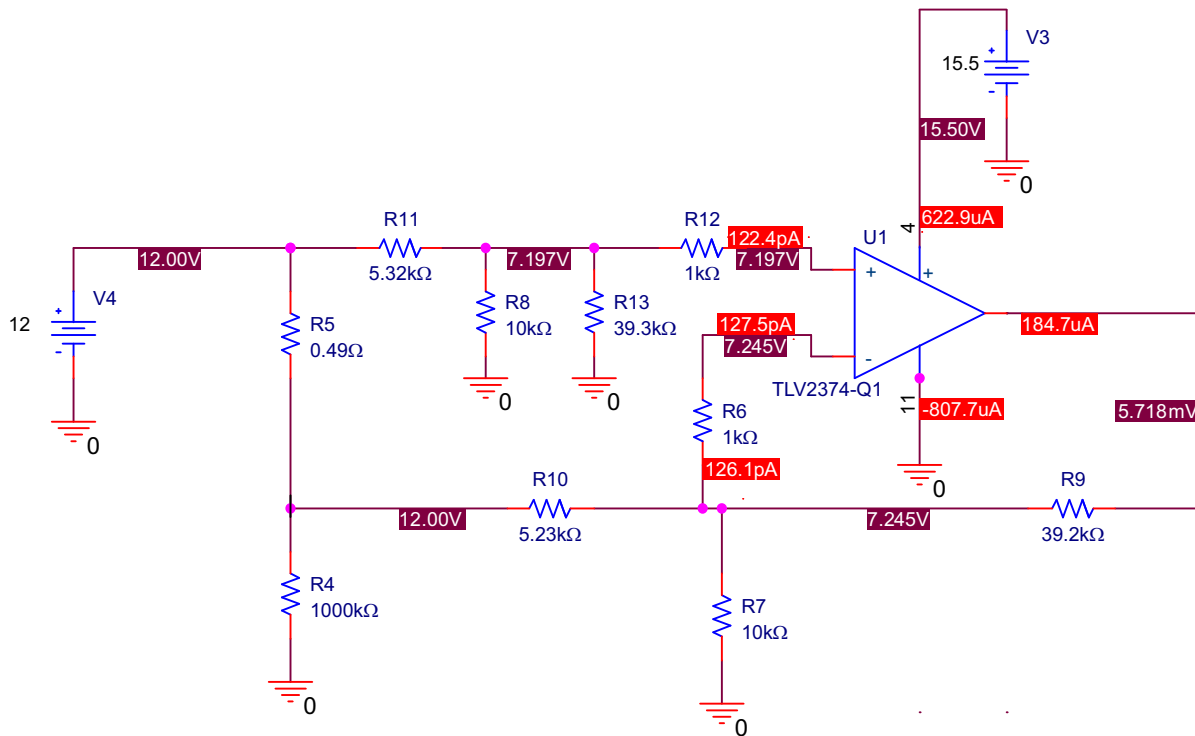 V3
15.5
15.50V
0
R11
R12
122.4pA
4
622.9uA
U1
12.00V
5.32kΩ
7.197V
1kΩ
7.197V
+
+
V4
12
R5
0.49Ω
R8
10kΩ
R13
39.3kΩ
127.5pA
7.245V
-
184.7uA
TLV2374-Q1
11
-807.7uA
5.718mV
0
0
0
R6
1kΩ
126.1pA
0
R10
R9
12.00V
5.23kΩ
7.245V
39.2kΩ
R4
1000kΩ
R7
10kΩ
0
0